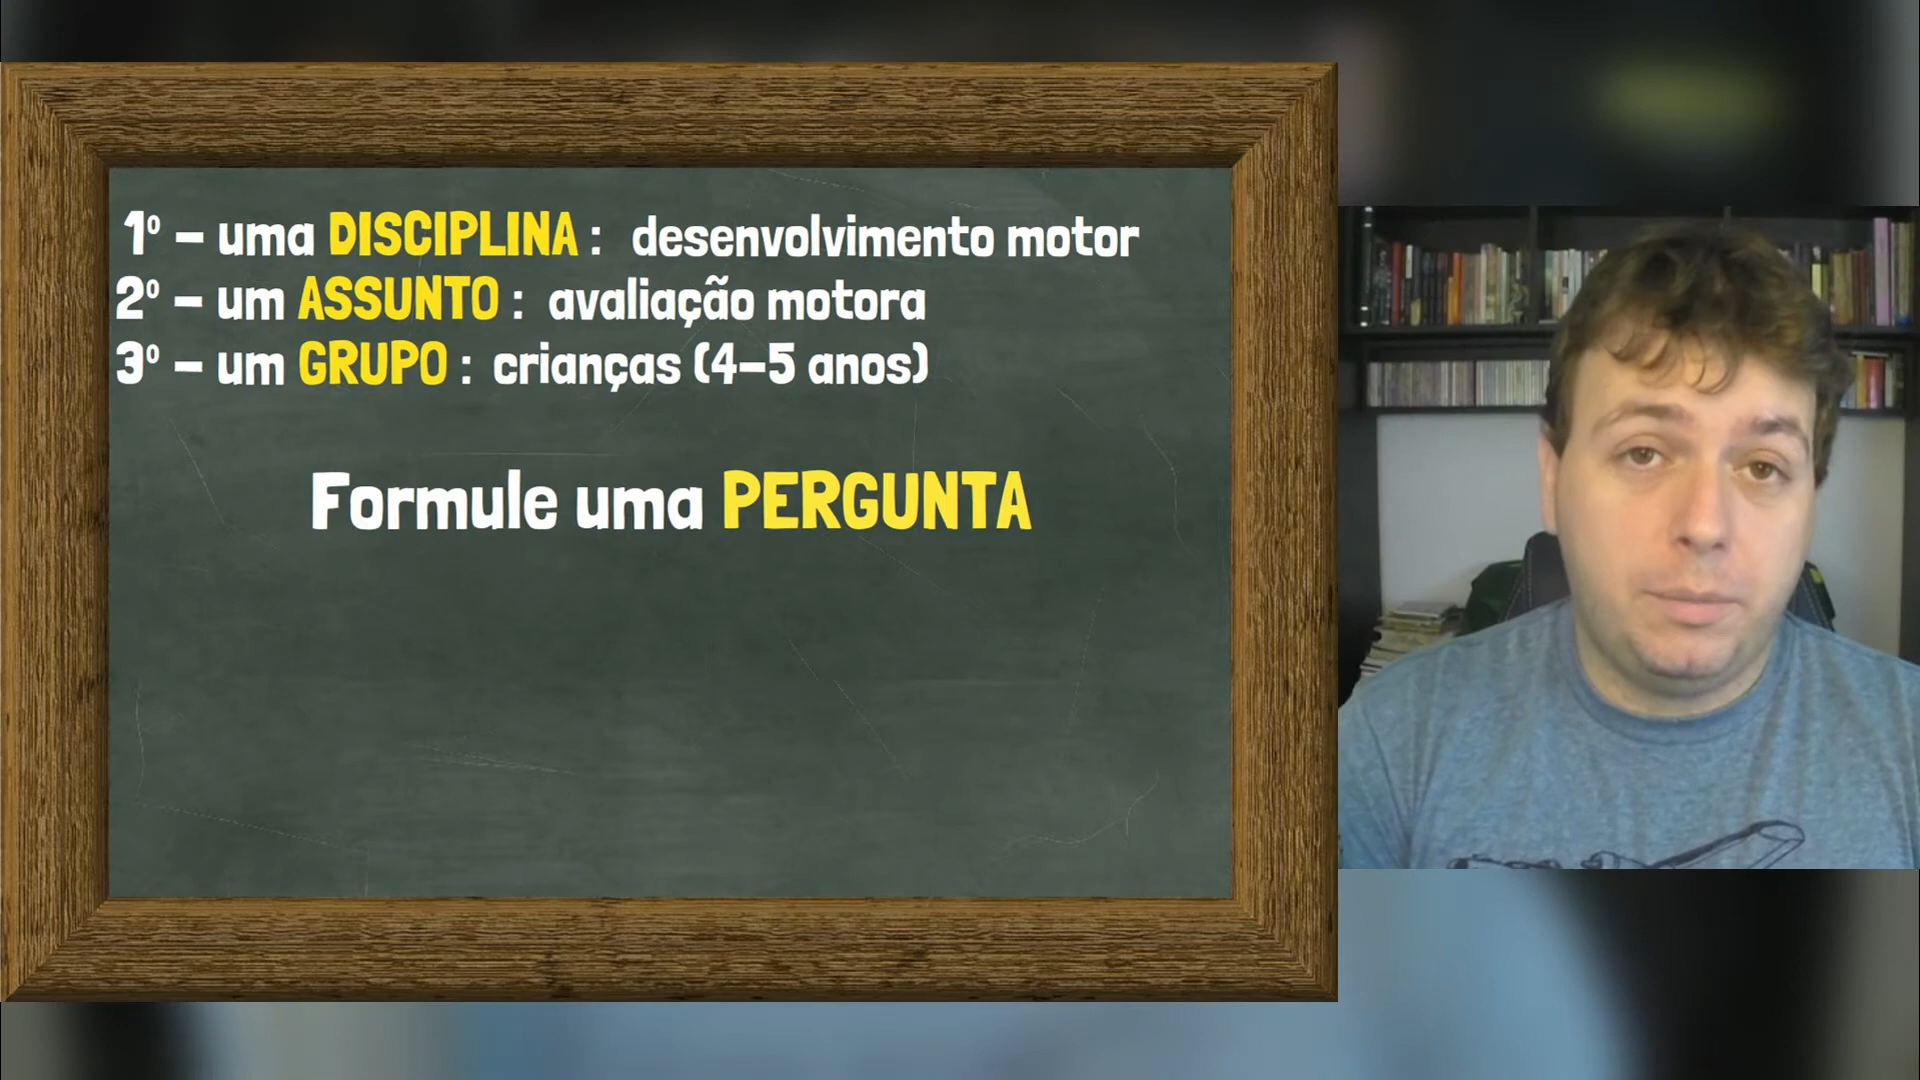 1º – uma DISCIPLINA : desenvolvimento motor
2º – um ASSUNTO : avaliação motora
3º – um GRUPO : crianças (4–5 anos)
Formule uma PERGUNTA